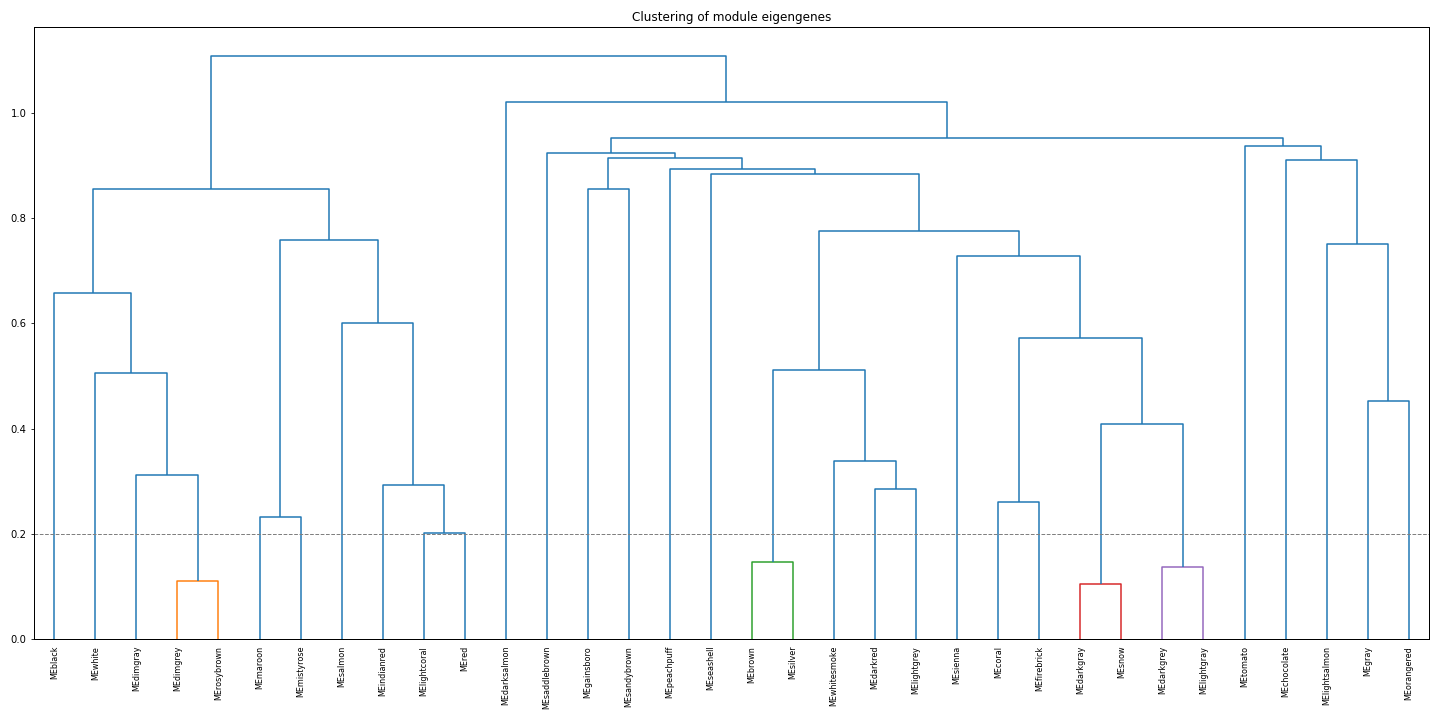 Clustering of module eigengenes
1.0
0.8
0.6
0.4
0.2
0.0
MEblack
MEwhite
MEdimgray
MEdimgrey
MErosybrown
MEmaroon
MEmistyrose
MEsalmon
MEindianred
MElightcoral
MEred
MEdarksalmon
MEsaddlebrown
MEgainsboro
MEsandybrown
MEpeachpuff
MEseashell
MEbrown
MEsilver
MEwhitesmoke
MEdarkred
MElightgrey
MEsienna
MEcoral
MEfirebrick
MEdarkgray
MEsnow
MEdarkgrey
MElightgray
MEtomato
MEchocolate
MElightsalmon
MEgray
MEorangered